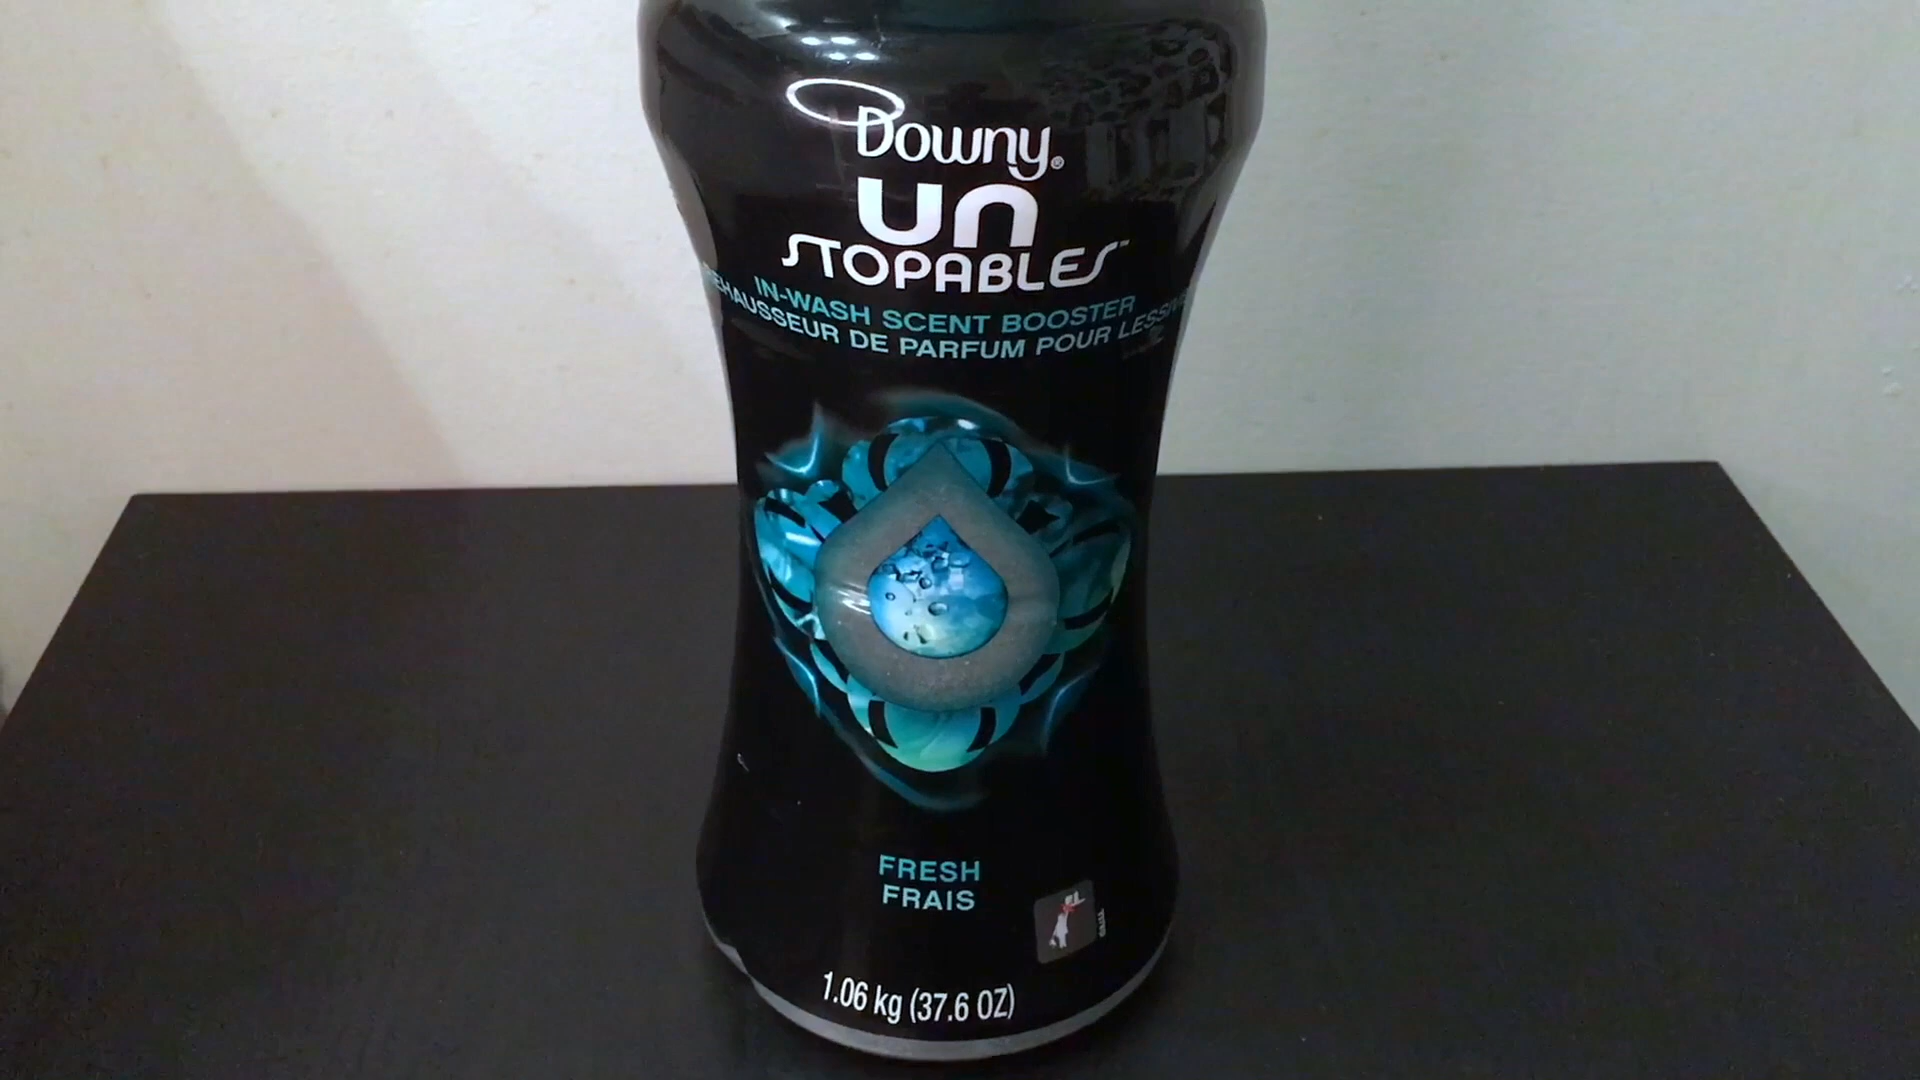 Downy®
un
STOPABLES™
IN-WASH SCENT BOOSTER
REHAUSSEUR DE PARFUM POUR LESSIVE
FRESH
FRAIS
1.06 kg (37.6 OZ)